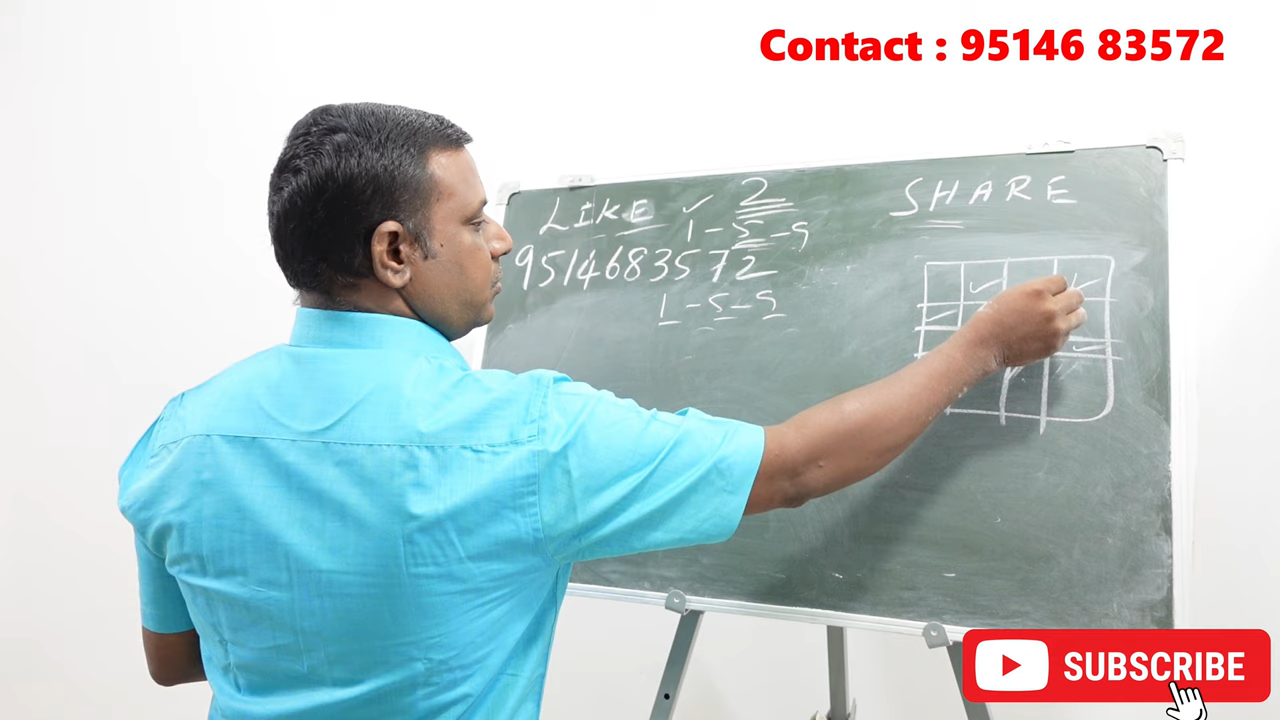 Contact : 95146 83572
LIKE ✓ 2
SHARE
1-5-9
9514683572
1-5-9
SUBSCRIBE